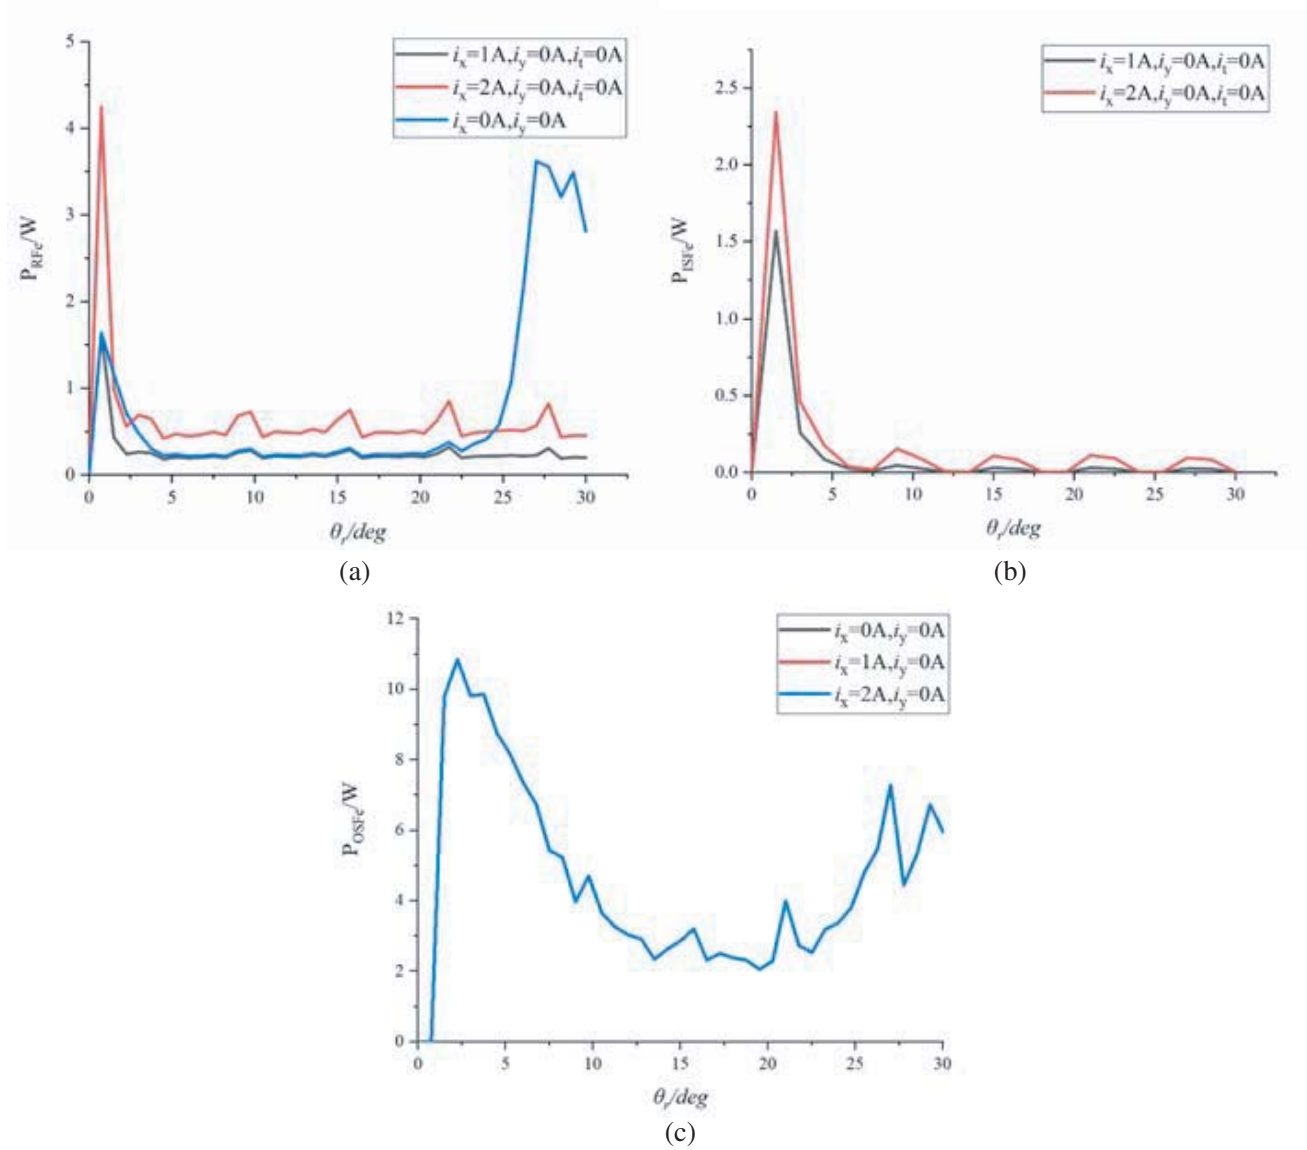 5
4
3
2
1
0
P_RFe/W
i_x=1A,i_y=0A,i_t=0A
i_x=2A,i_y=0A,i_t=0A
i_x=0A,i_y=0A
0 5 10 15 20 25 30
θ_r/deg
(a)
2.5
2.0
1.5
1.0
0.5
0.0
P_ISFe/W
i_x=1A,i_y=0A,i_t=0A
i_x=2A,i_y=0A,i_t=0A
0 5 10 15 20 25 30
θ_r/deg
(b)
12
10
8
6
4
2
0
P_OSFe/W
i_x=0A,i_y=0A
i_x=1A,i_y=0A
i_x=2A,i_y=0A
0 5 10 15 20 25 30
θ_r/deg
(c)